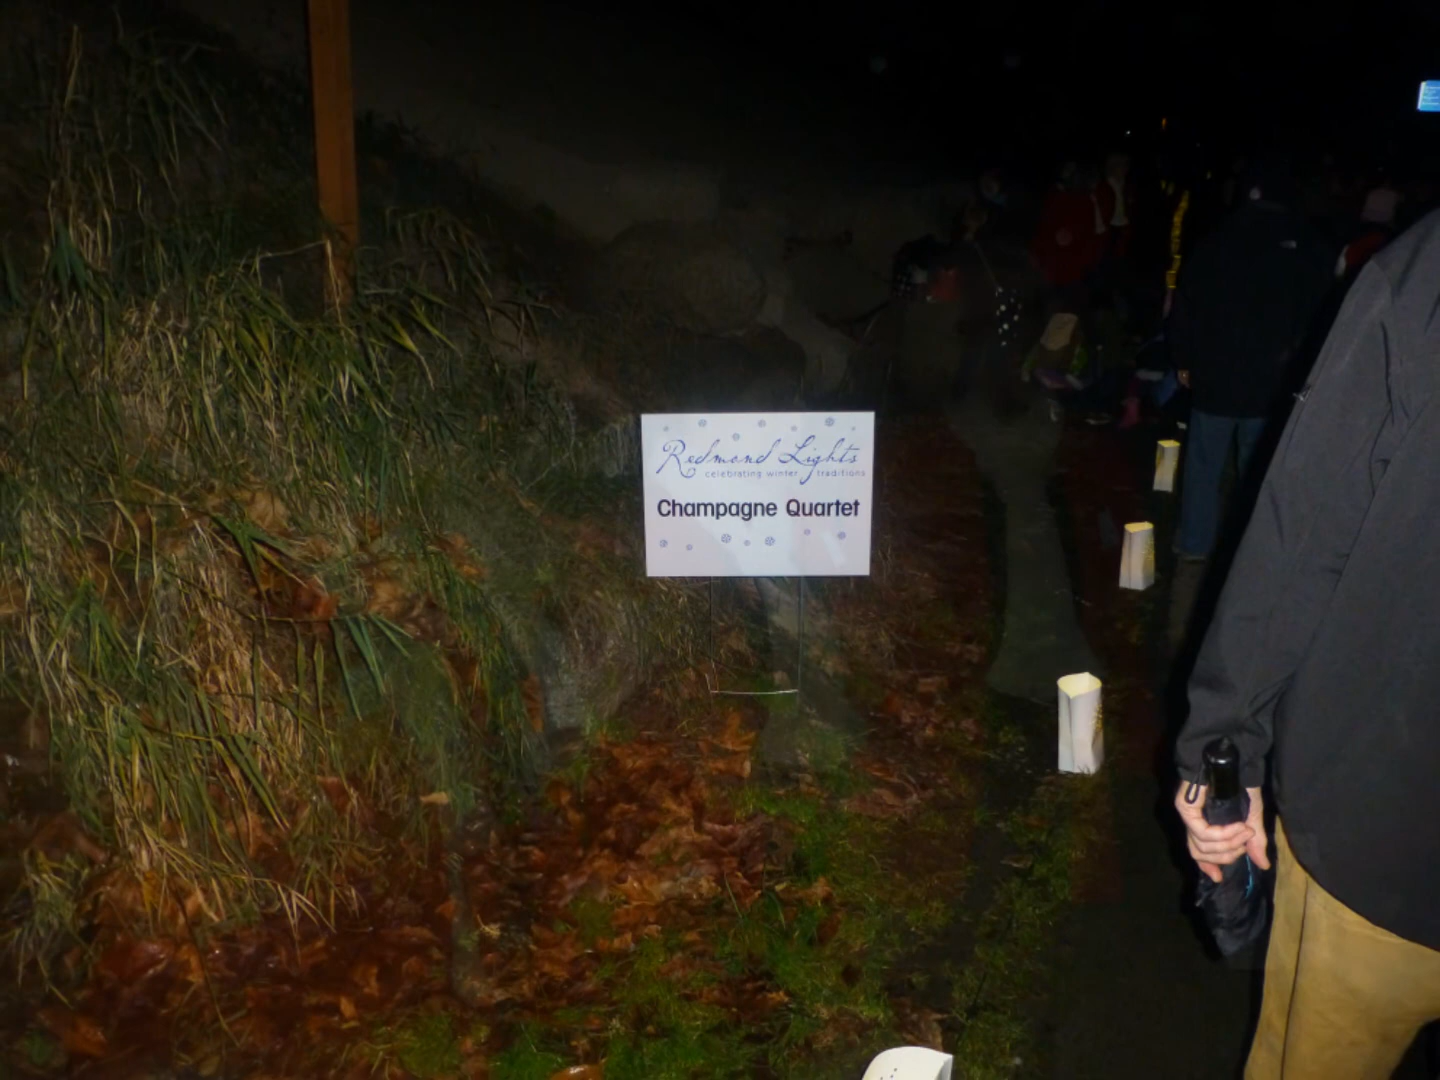 Redmond Lights
celebrating winter traditions
Champagne Quartet